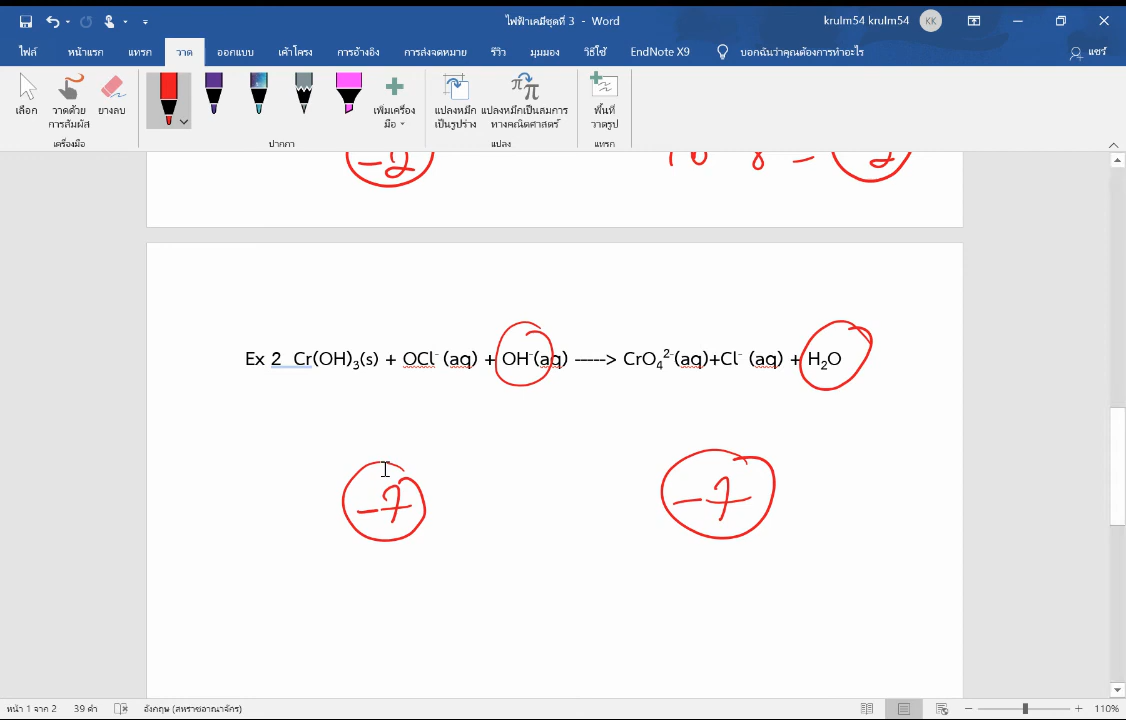 ไฟฟ้าเคมีชุดที่ 3 - Word
krulm54 krulm54
KK
ไฟล์ หน้าแรก แทรก วาด ออกแบบ เค้าโครง การอ้างอิง การส่งจดหมาย รีวิว มุมมอง วิธีใช้ EndNote X9 บอกฉันว่าคุณต้องการทำอะไร แชร์
เลือก วาดด้วย ยางลบ เพิ่มเครื่อง แปลงหมึก แปลงหมึกเป็นสมการ พื้นที่
การสัมผัส มือ เป็นรูปร่าง ทางคณิตศาสตร์ วาดรูป
เครื่องมือ ปากกา แปลง แทรก
-2 16 8 = -2
Ex 2 Cr(OH)₃(s) + OCl⁻ (aq) + OH⁻(aq) -----> CrO₄²⁻(aq)+Cl⁻ (aq) + H₂O
-7 -7
หน้า 1 จาก 2 39 คำ อังกฤษ (สหราชอาณาจักร) 110%